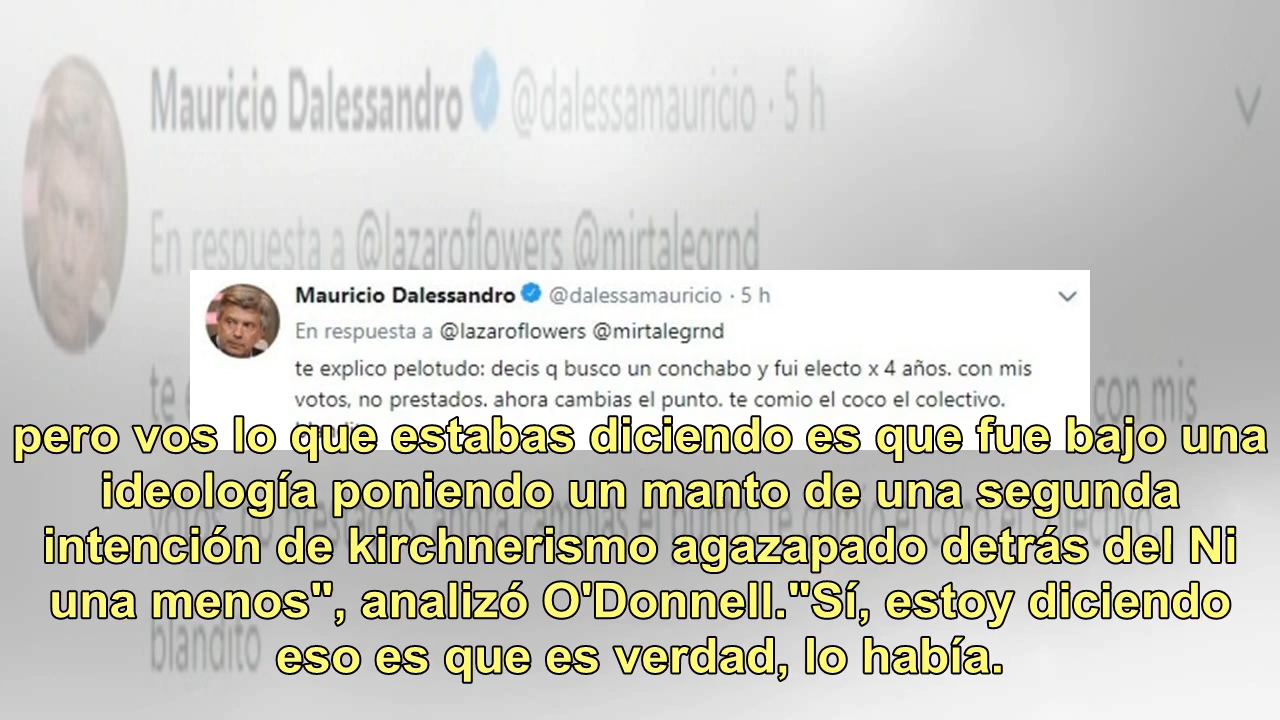 Mauricio Dalessandro @dalessamauricio · 5 h
En respuesta a @lazaroflowers @mirtalegrnd
Mauricio Dalessandro @dalessamauricio · 5 h
En respuesta a @lazaroflowers @mirtalegrnd
te explico pelotudo: decis q busco un conchabo y fui electo x 4 años. con mis
votos, no prestados. ahora cambias el punto. te comio el coco el colectivo.
con mis
pero vos lo que estabas diciendo es que fue bajo una
ideología poniendo un manto de una segunda
intención de kirchnerismo agazapado detrás del Ni
una menos", analizó O'Donnell."Sí, estoy diciendo
eso es que es verdad, lo había.
blandito